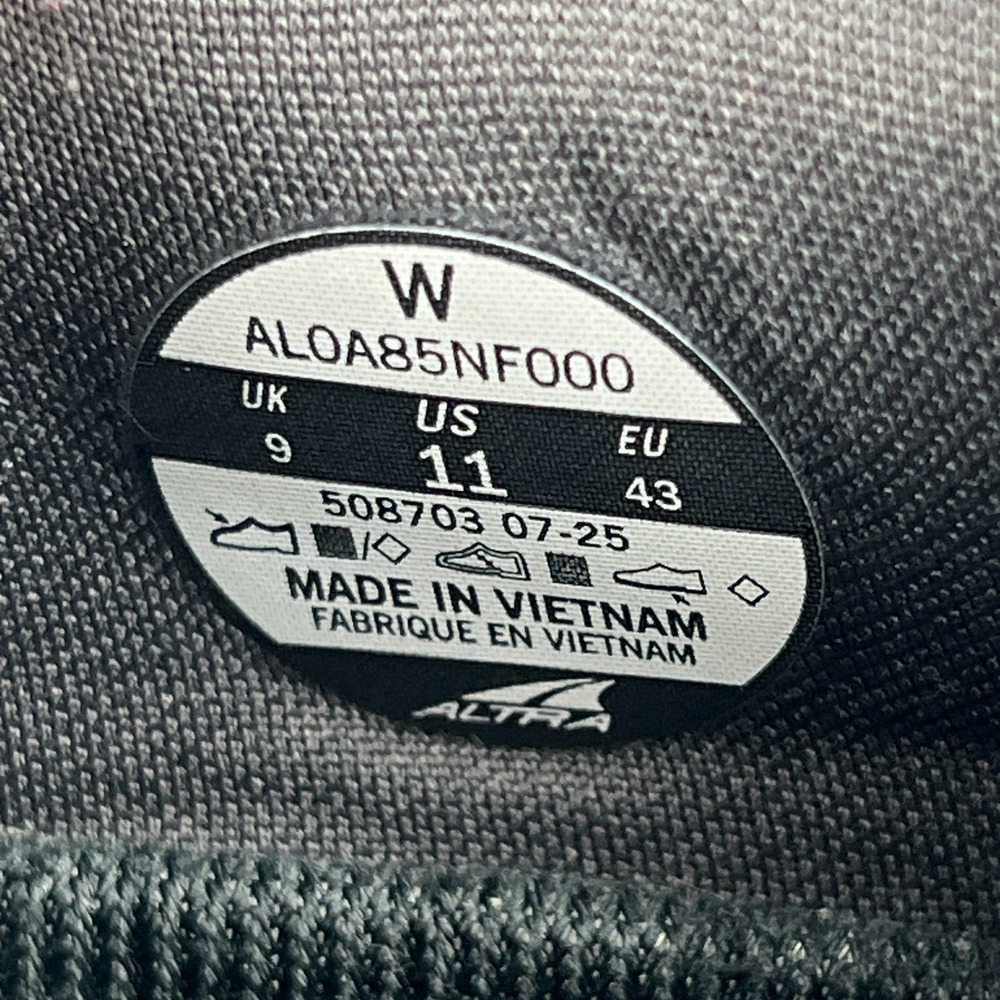 W
AL0A85NF000
UK US EU
9 11 43
508703 07-25
MADE IN VIETNAM
FABRIQUE EN VIETNAM
ALTRA